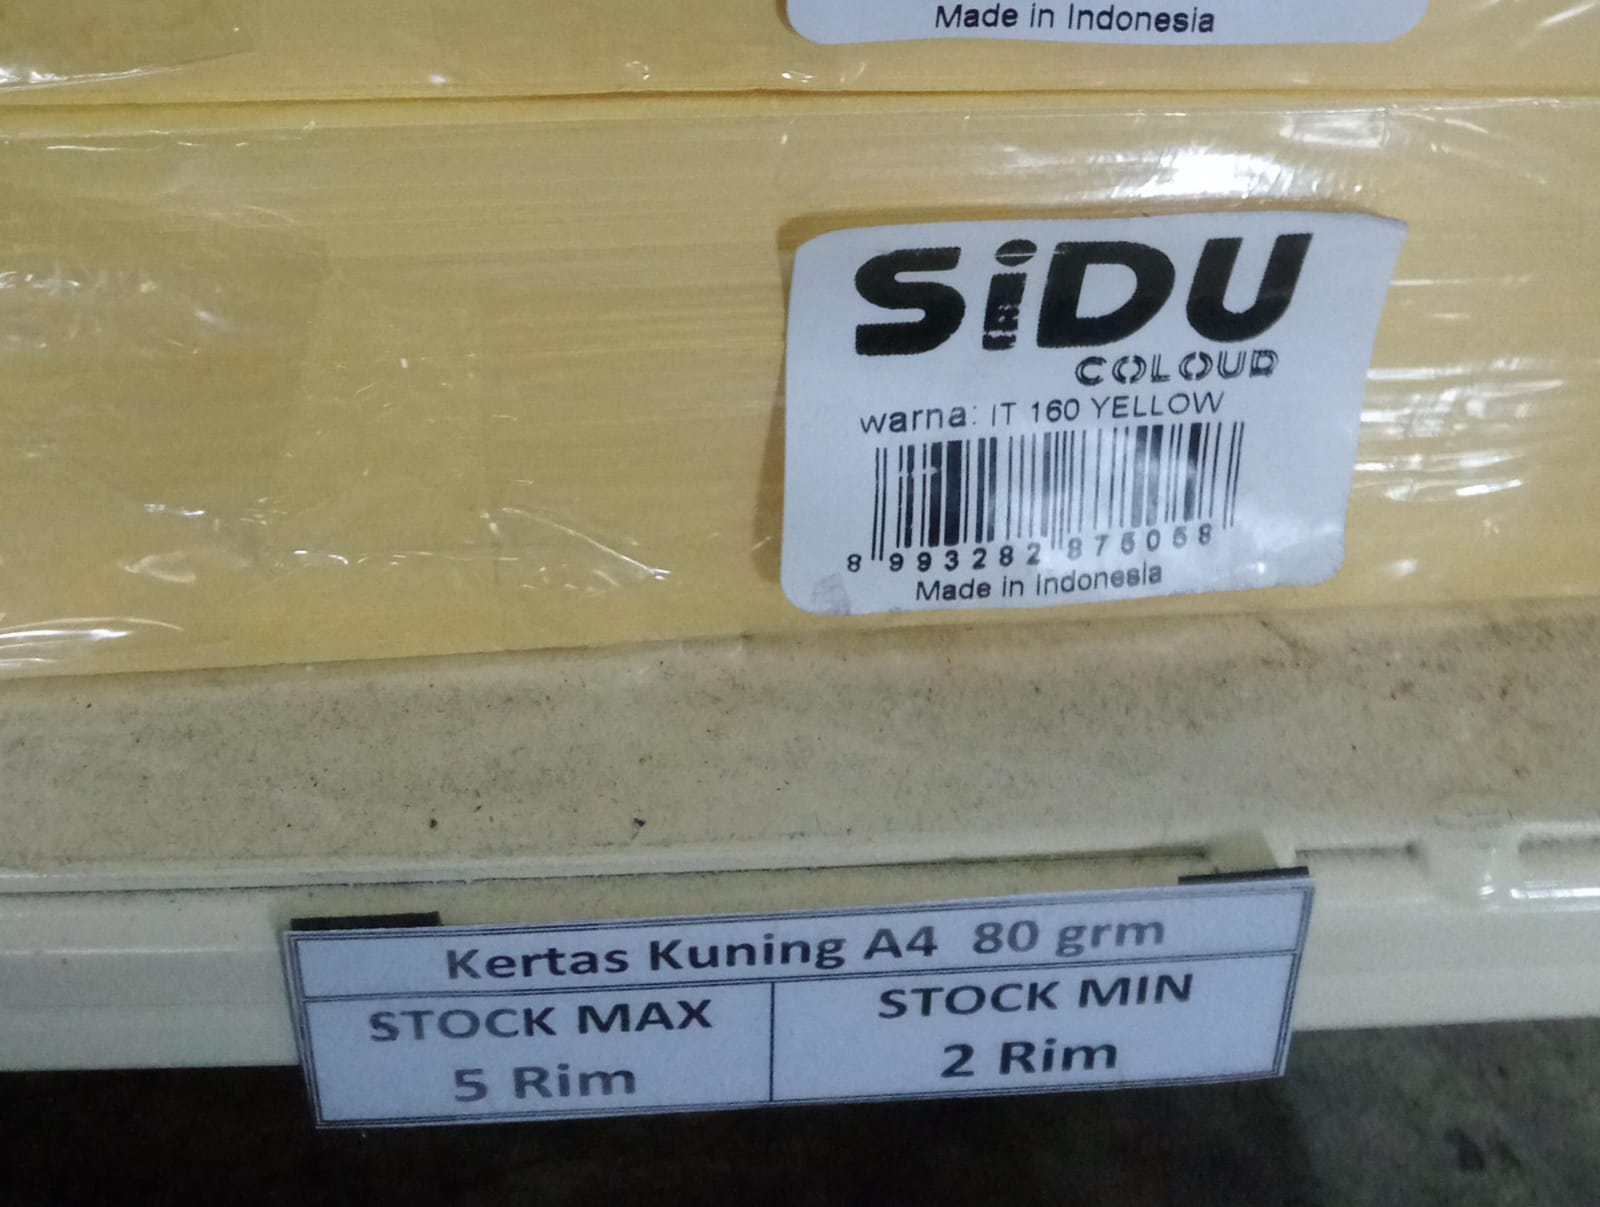 Made in Indonesia
SiDU
COLOUR
warna: IT 160 YELLOW
8 993282 875058
Made in Indonesia
Kertas Kuning A4 80 grm
STOCK MAX
5 Rim
STOCK MIN
2 Rim